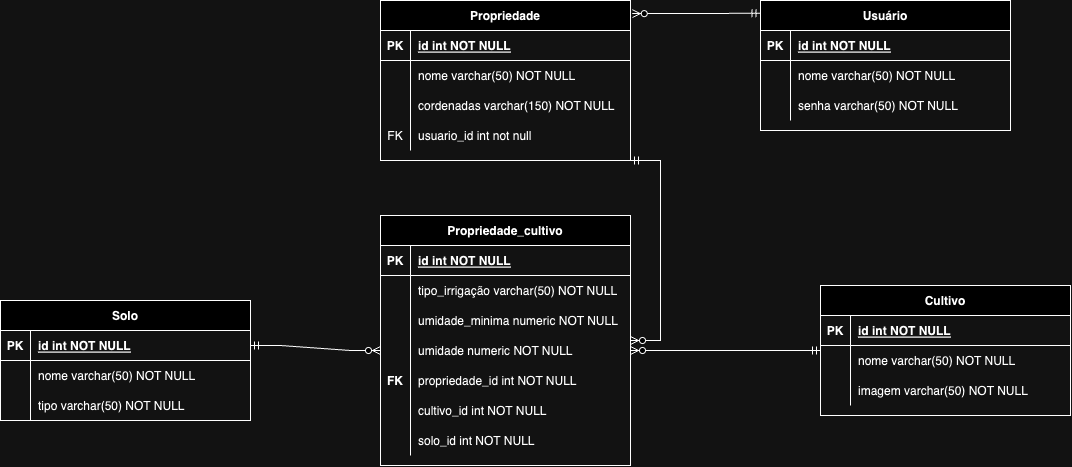 Propriedade
PK id int NOT NULL
nome varchar(50) NOT NULL
cordenadas varchar(150) NOT NULL
FK usuario_id int not null
Usuário
PK id int NOT NULL
nome varchar(50) NOT NULL
senha varchar(50) NOT NULL
Propriedade_cultivo
PK id int NOT NULL
tipo_irrigação varchar(50) NOT NULL
umidade_minima numeric NOT NULL
umidade numeric NOT NULL
FK propriedade_id int NOT NULL
cultivo_id int NOT NULL
solo_id int NOT NULL
Solo
PK id int NOT NULL
nome varchar(50) NOT NULL
tipo varchar(50) NOT NULL
Cultivo
PK id int NOT NULL
nome varchar(50) NOT NULL
imagem varchar(50) NOT NULL